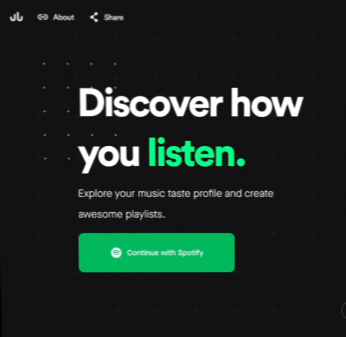 About
Share
Discover how
you listen.
Explore your music taste profile and create
awesome playlists.
Continue with Spotify